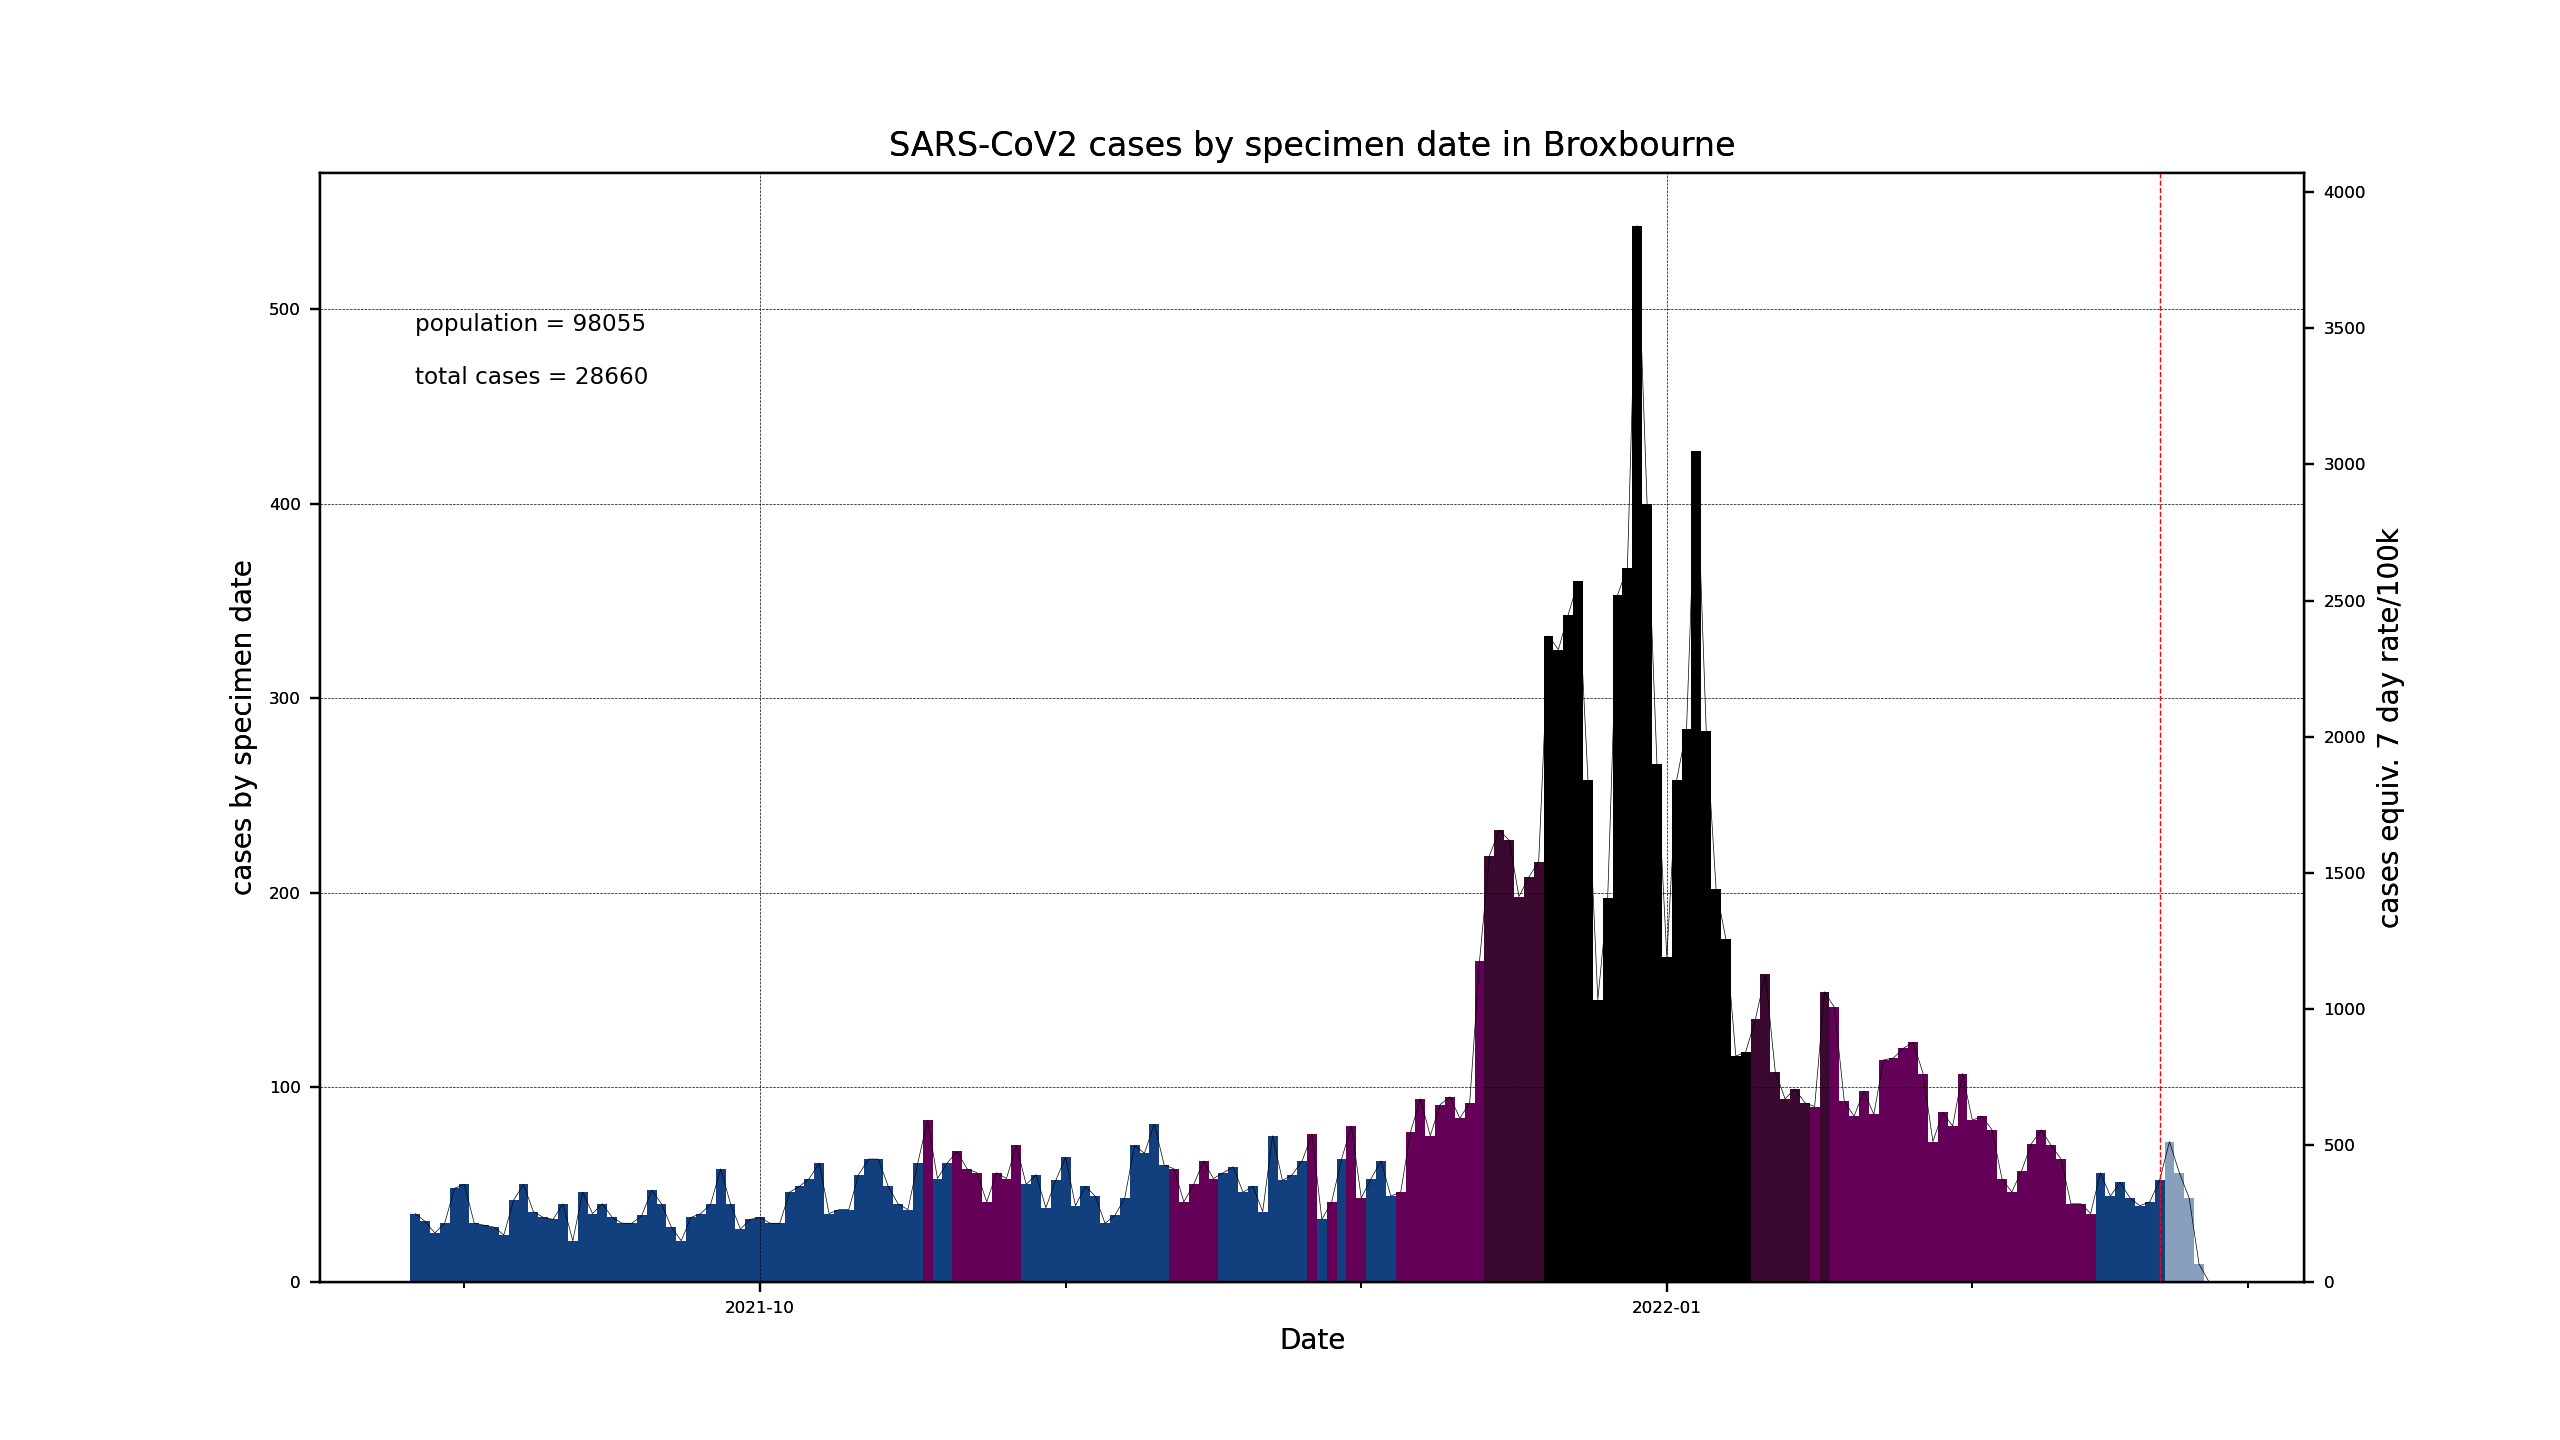 SARS-CoV2 cases by specimen date in Broxbourne
population = 98055
total cases = 28660
cases by specimen date
500
400
300
200
100
0
4000
3500
3000
2500
2000
1500
1000
500
0
cases equiv. 7 day rate/100k
2021-10
2022-01
Date